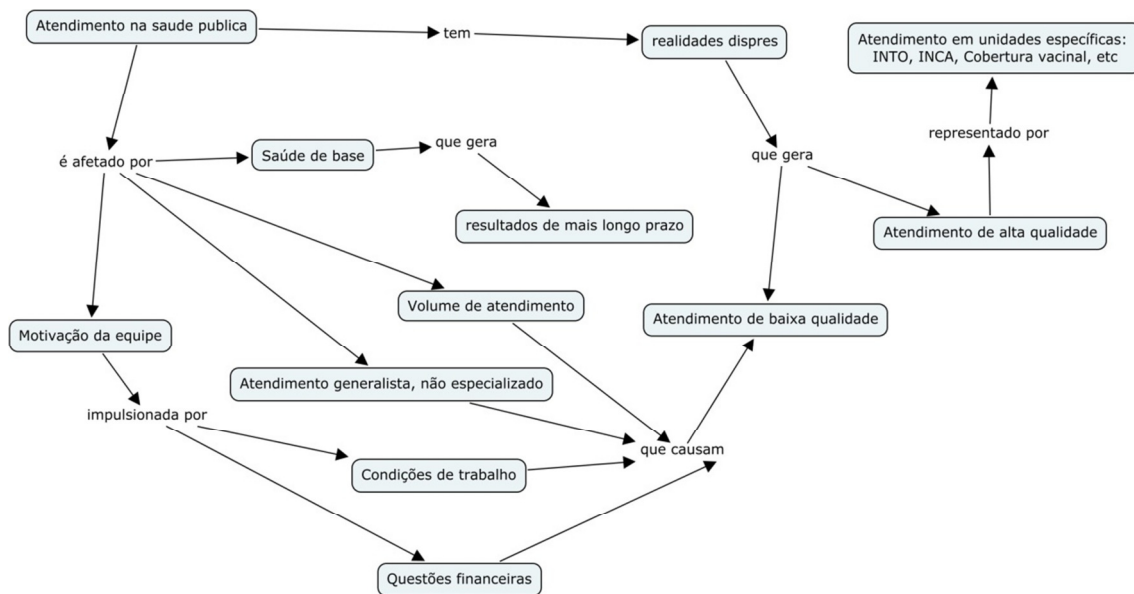 Atendimento na saude publica
tem
realidades dispres
Atendimento em unidades específicas:
INTO, INCA, Cobertura vacinal, etc
representado por
é afetado por
Saúde de base
que gera
que gera
resultados de mais longo prazo
Atendimento de alta qualidade
Volume de atendimento
Atendimento de baixa qualidade
Motivação da equipe
Atendimento generalista, não especializado
impulsionada por
que causam
Condições de trabalho
Questões financeiras